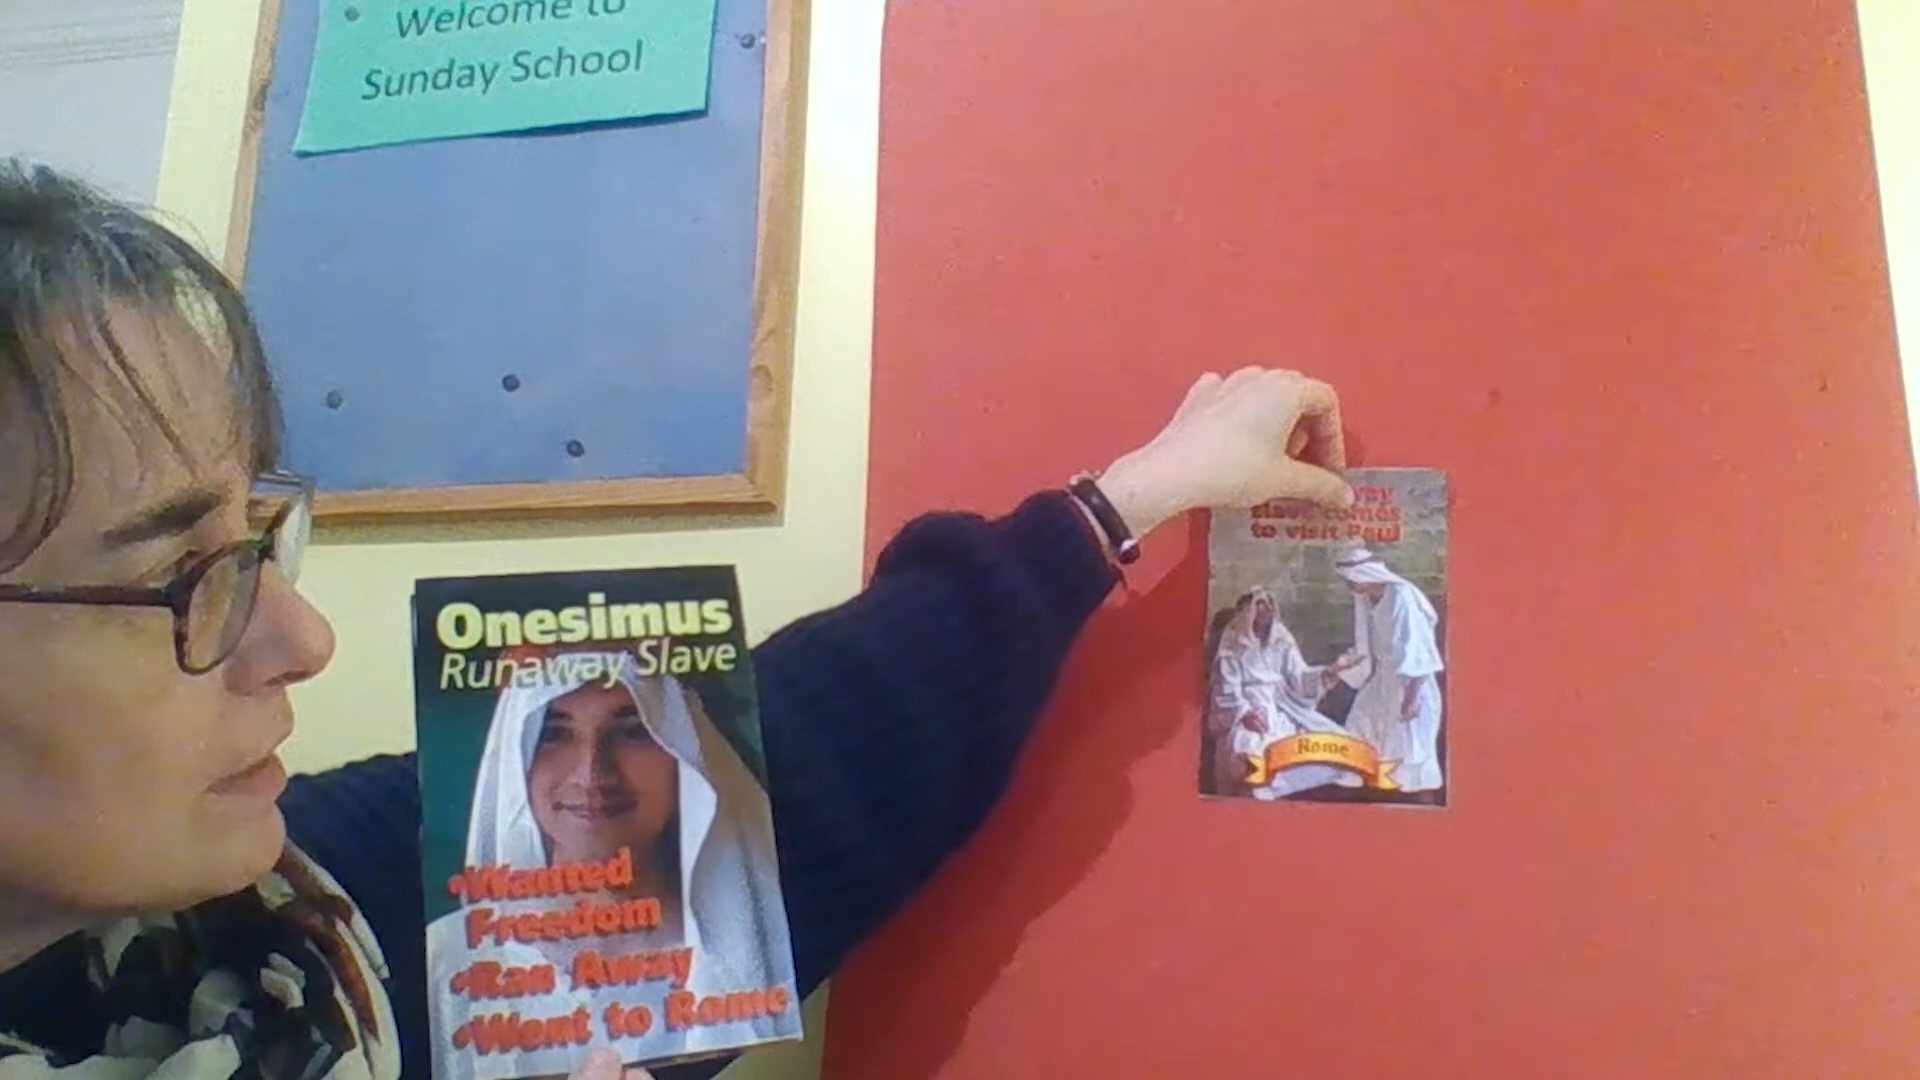 Welcome to
Sunday School
Onesimus
Runaway Slave
•Wanted
Freedom
•Ran Away
•Went to Rome
slave comes
to visit Paul
Rome